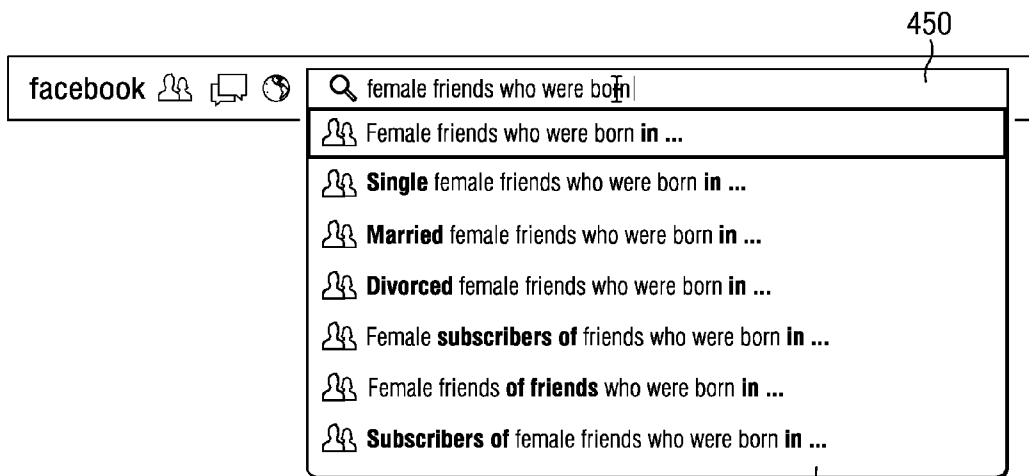 450
facebook female friends who were born
Female friends who were born in ...
Single female friends who were born in ...
Married female friends who were born in ...
Divorced female friends who were born in ...
Female subscribers of friends who were born in ...
Female friends of friends who were born in ...
Subscribers of female friends who were born in ...